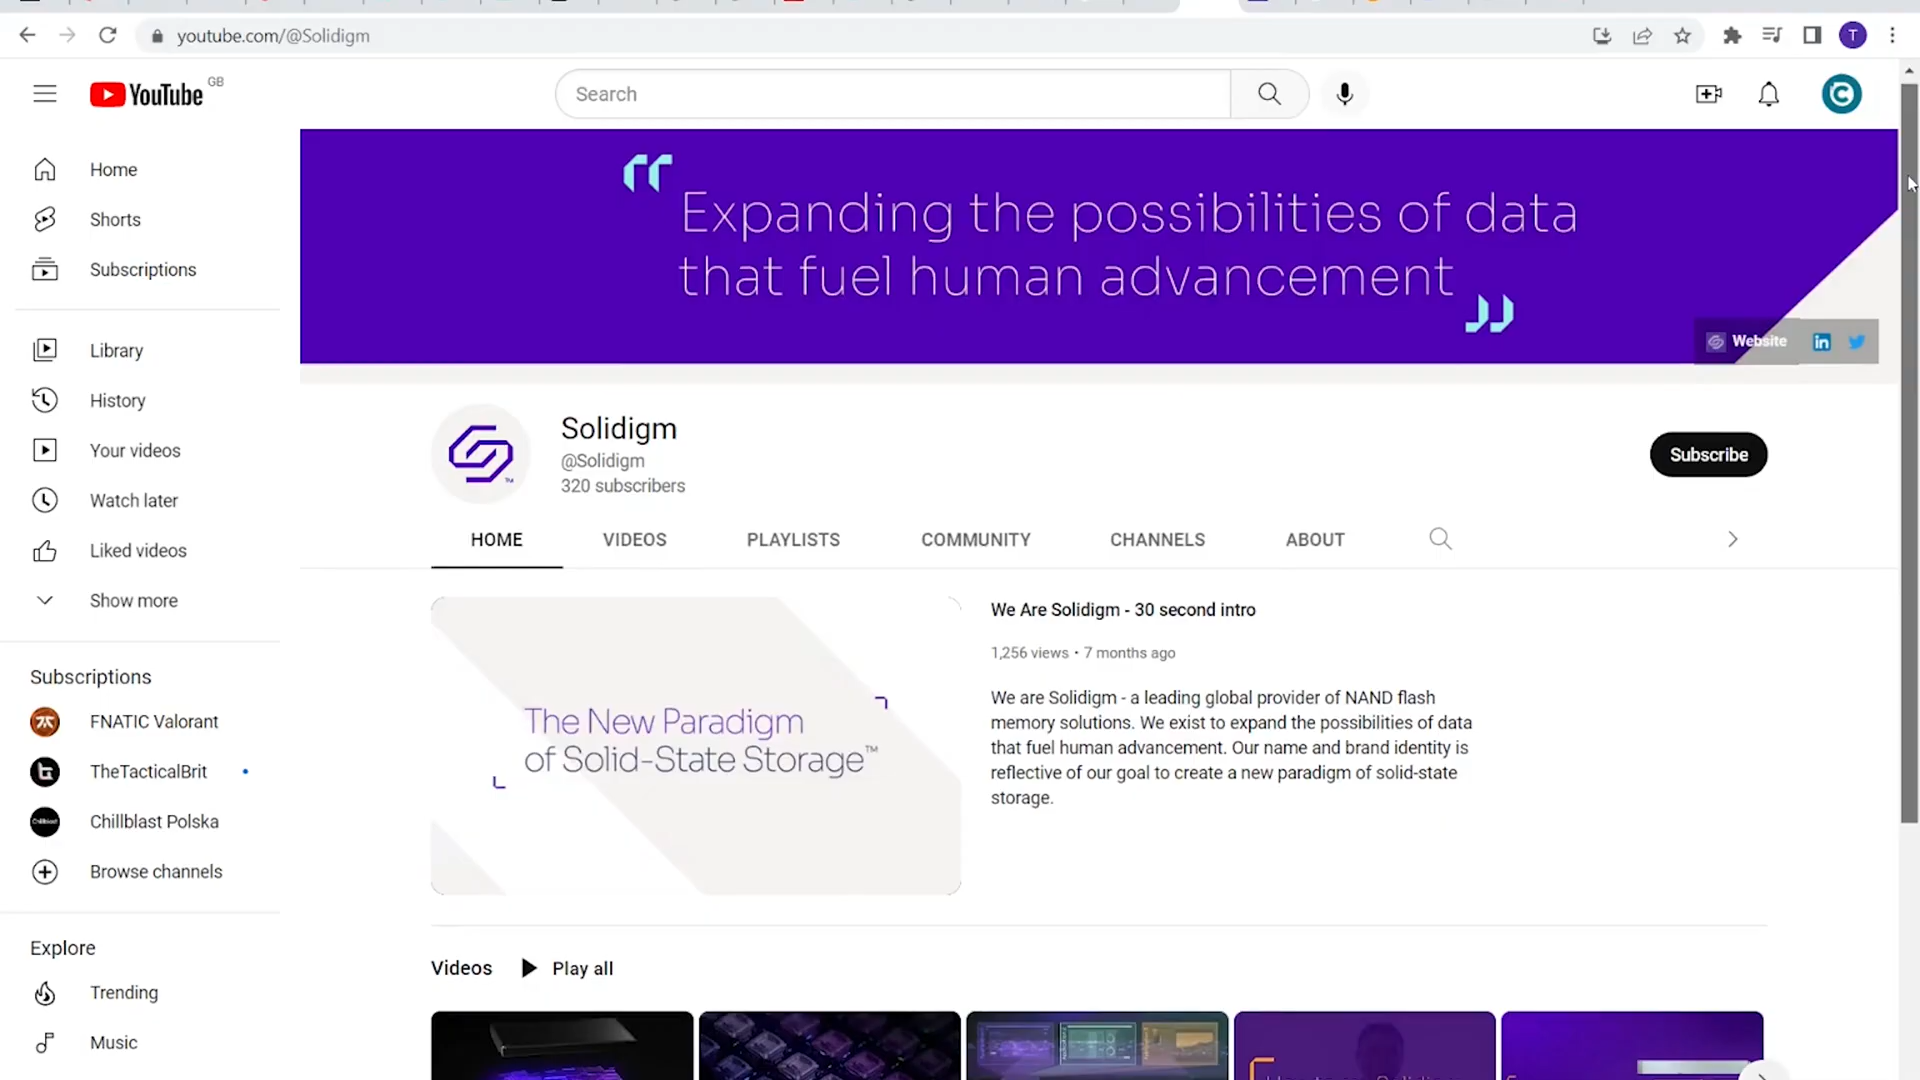 youtube.com/@Solidigm
T
YouTube GB
Search
Home
Shorts
Subscriptions
Library
History
Your videos
Watch later
Liked videos
Show more
Subscriptions
FNATIC Valorant
TheTacticalBrit
Chillblast Polska
Browse channels
Explore
Trending
Music
Expanding the possibilities of data
that fuel human advancement
Website
Solidigm
@Solidigm
320 subscribers
Subscribe
HOME VIDEOS PLAYLISTS COMMUNITY CHANNELS ABOUT
The New Paradigm
of Solid-State Storage™
We Are Solidigm - 30 second intro
1,256 views • 7 months ago
We are Solidigm - a leading global provider of NAND flash
memory solutions. We exist to expand the possibilities of data
that fuel human advancement. Our name and brand identity is
reflective of our goal to create a new paradigm of solid-state
storage.
Videos Play all